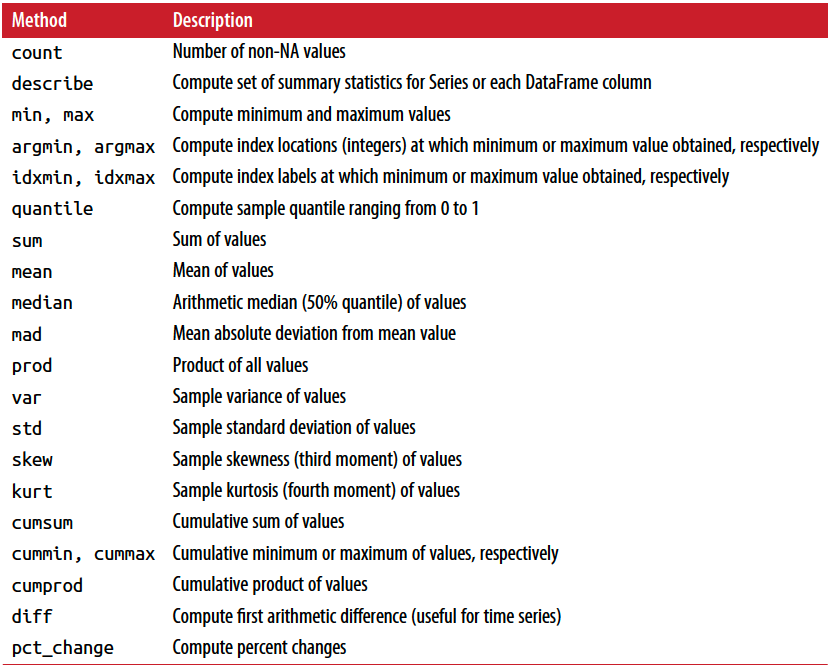 Method Description
count Number of non-NA values
describe Compute set of summary statistics for Series or each DataFrame column
min, max Compute minimum and maximum values
argmin, argmax Compute index locations (integers) at which minimum or maximum value obtained, respectively
idxmin, idxmax Compute index labels at which minimum or maximum value obtained, respectively
quantile Compute sample quantile ranging from 0 to 1
sum Sum of values
mean Mean of values
median Arithmetic median (50% quantile) of values
mad Mean absolute deviation from mean value
prod Product of all values
var Sample variance of values
std Sample standard deviation of values
skew Sample skewness (third moment) of values
kurt Sample kurtosis (fourth moment) of values
cumsum Cumulative sum of values
cummin, cummax Cumulative minimum or maximum of values, respectively
cumprod Cumulative product of values
diff Compute first arithmetic difference (useful for time series)
pct_change Compute percent changes